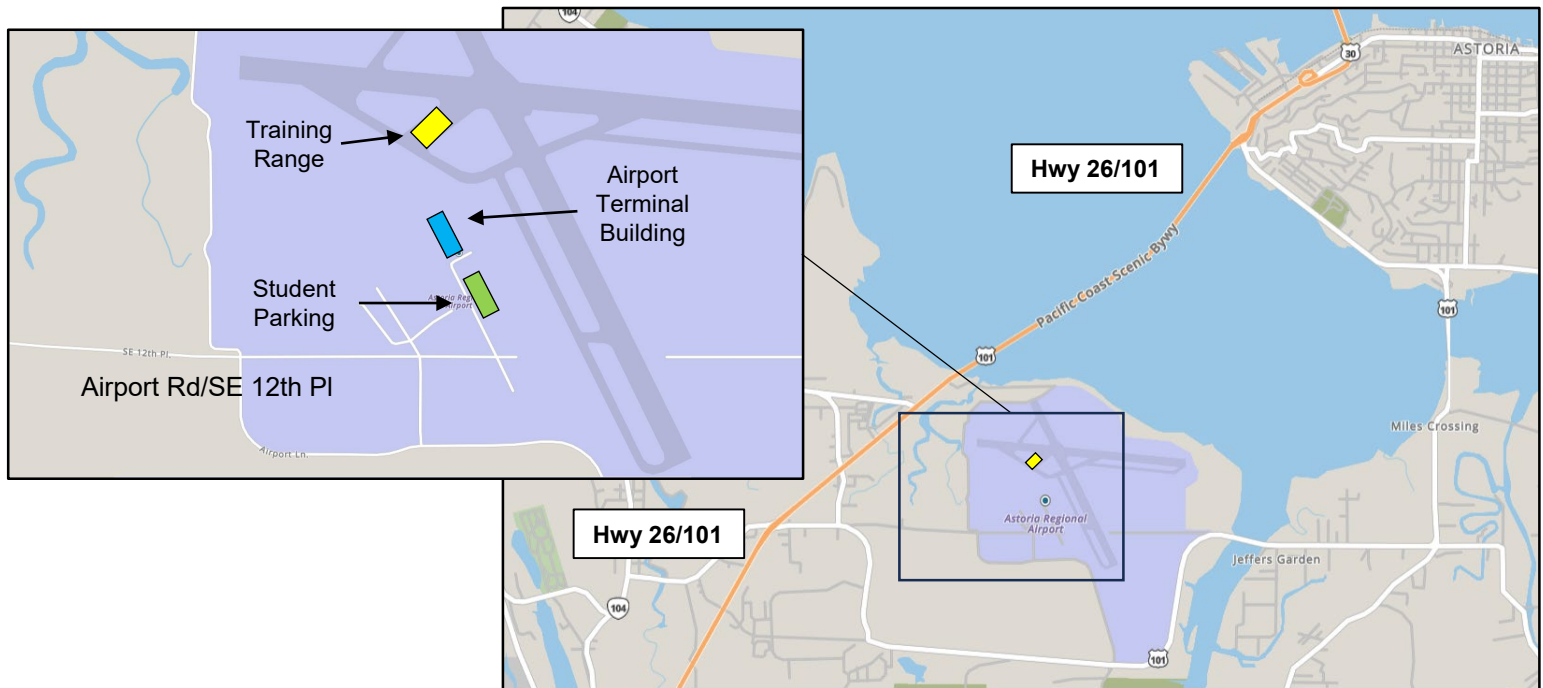 Training
Range
Airport
Terminal
Building
Student
Parking
SE 12th Pl.
Airport Rd/SE 12th Pl
Airport Ln.
104
30
ASTORIA
Hwy 26/101
Pacific Coast Scenic Bywy
101
101
Miles Crossing
Astoria Regional
Airport
Hwy 26/101
Jeffers Garden
104
101